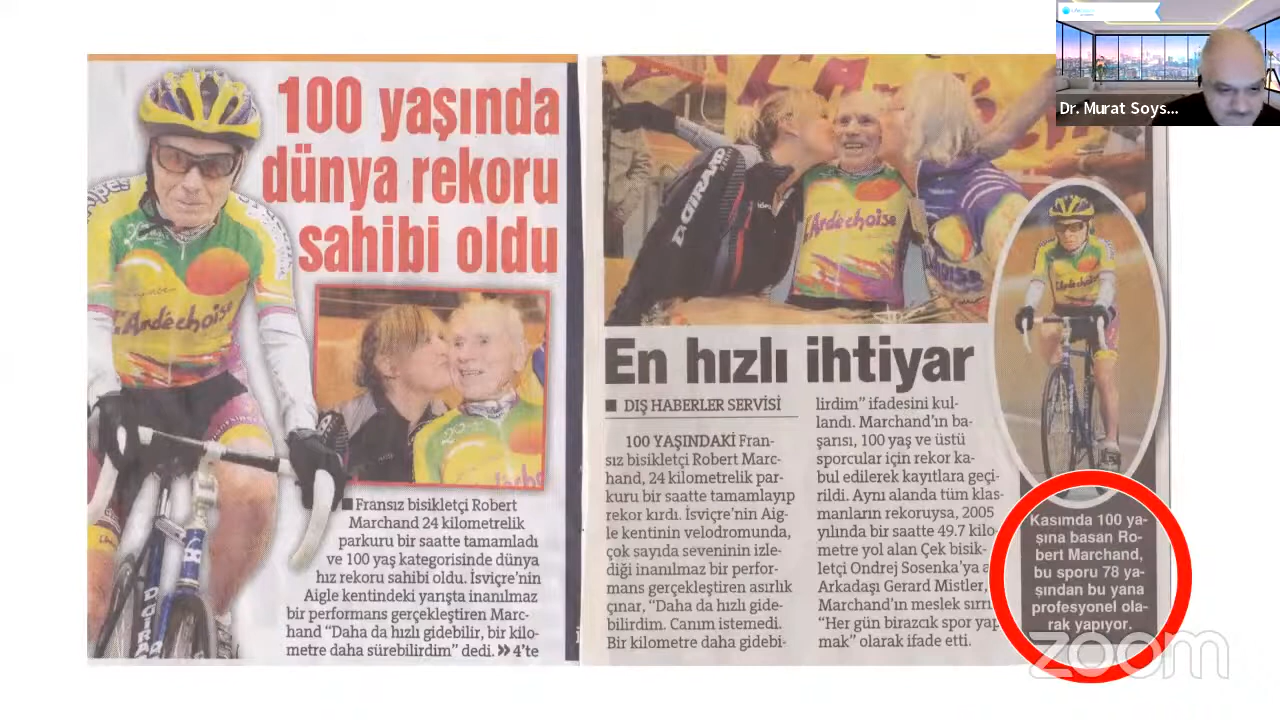 Dr. Murat Soys...
100 yaşında
dünya rekoru
sahibi oldu
l'Ardéchoise
■ Fransız bisikletçi Robert
Marchand 24 kilometrelik
parkuru bir saatte tamamladı
ve 100 yaş kategorisinde dünya
hız rekoru sahibi oldu. İsviçre'nin
Aigle kentindeki yarışta inanılmaz
bir performans gerçekleştiren Marc-
hand “Daha da hızlı gidebilir, bir kilo-
metre daha sürebilirdim” dedi. 4'te
D.GIRARD
l'Ardéchoise
En hızlı ihtiyar
■ DIŞ HABERLER SERVİSİ
100 YAŞINDAKİ Fran-
sız bisikletçi Robert Marc-
hand, 24 kilometrelik par-
kuru bir saatte tamamlayıp
rekor kırdı. İsviçre'nin Aig-
le kentinin velodromunda,
çok sayıda seveninin izle-
diği inanılmaz bir perfor-
mans gerçekleştiren asırlık
çınar, “Daha da hızlı gide-
bilirdim. Canım istemedi.
Bir kilometre daha gidebi-
lirdim” ifadesini kul-
landı. Marchand'ın ba-
şarısı, 100 yaş ve üstü
sporcular için rekor ka-
bul edilerek kayıtlara geçi-
rildi. Aynı alanda tüm klas-
manların rekoruysa, 2005
yılında bir saatte 49.7 kilo-
metre yol alan Çek bisik-
letçi Ondrej Sosenka'ya a
Arkadaşı Gerard Mistler,
Marchand'ın meslek sırrı
“Her gün birazcık spor yap
mak” olarak ifade etti.
Kasımda 100 ya-
şına basan Ro-
bert Marchand,
bu sporu 78 ya-
şından bu yana
profesyonel ola-
rak yapıyor.
zoom